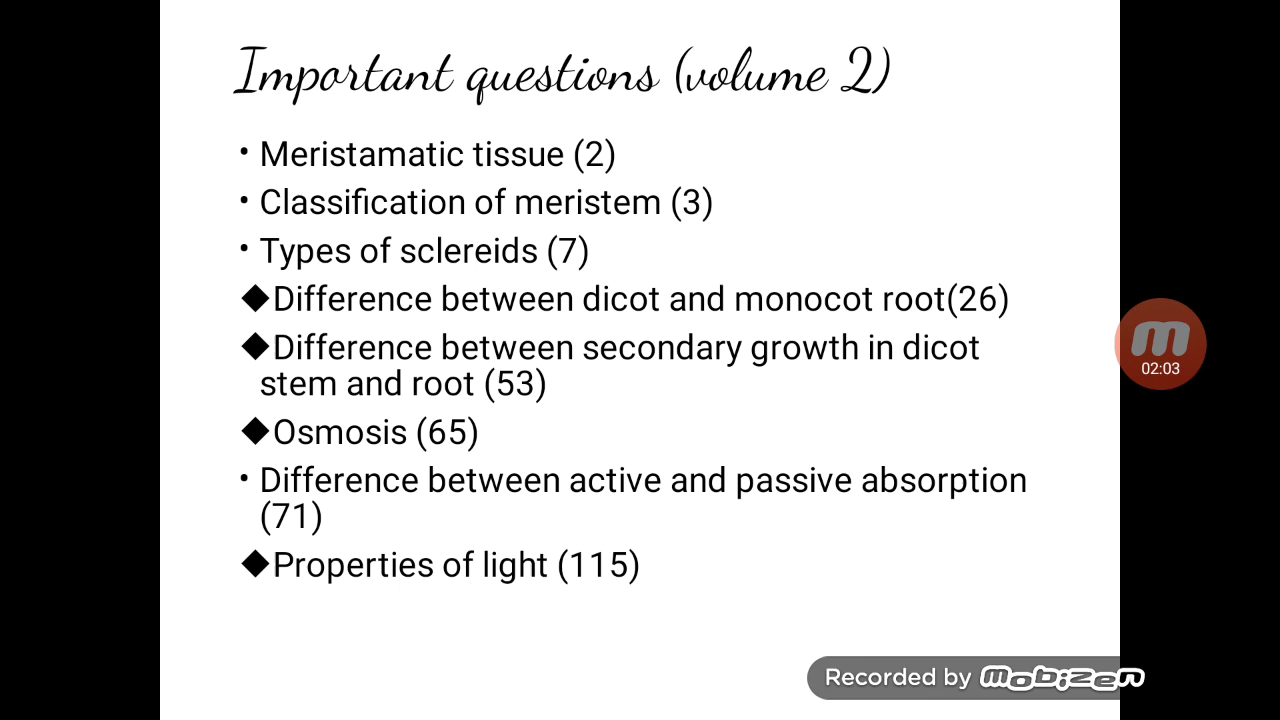 Important questions (volume 2)
• Meristamatic tissue (2)
• Classification of meristem (3)
• Types of sclereids (7)
◆Difference between dicot and monocot root(26)
◆Difference between secondary growth in dicot
stem and root (53)
◆Osmosis (65)
• Difference between active and passive absorption
(71)
◆Properties of light (115)
02:03
Recorded by mobizen